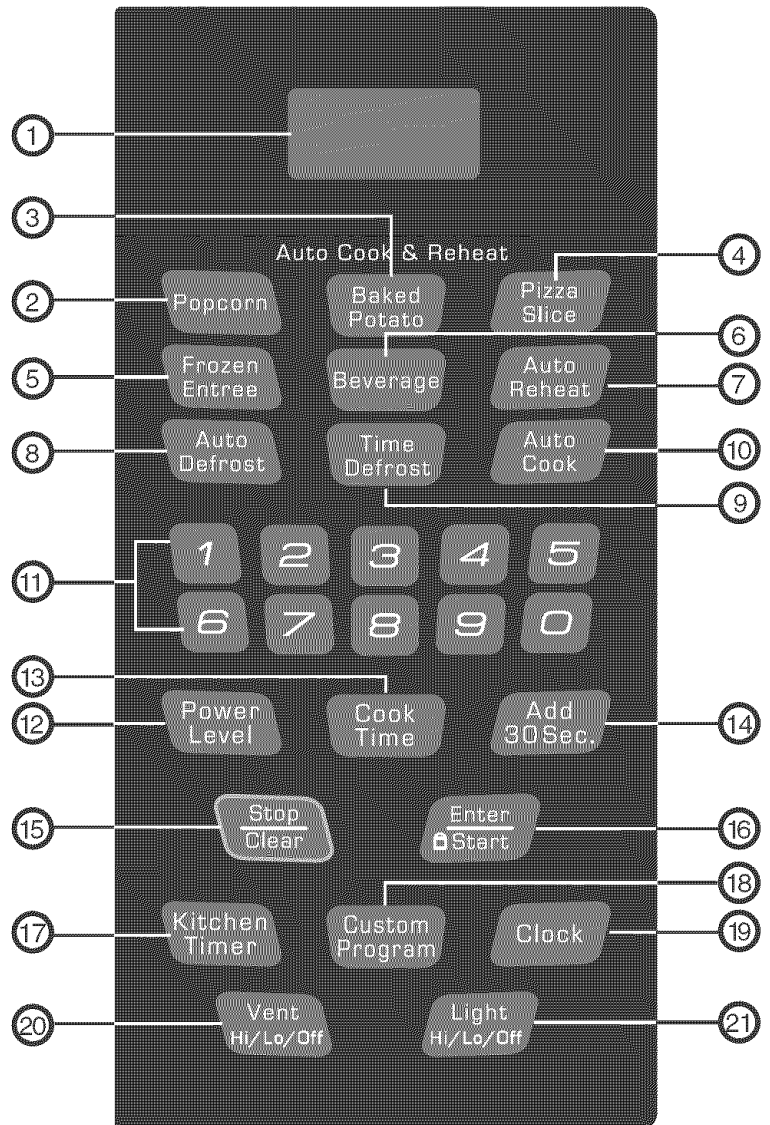 1
3
Auto Cook & Reheat
4
2
Popcorn
Baked
Potato
Pizza
Slice
6
5
Frozen
Entree
Beverage
Auto
Reheat
7
8
Auto
Defrost
Time
Defrost
Auto
Cook
10
9
11
1 2 3 4 5
6 7 8 9 0
13
12
Power
Level
Cook
Time
Add
30Sec.
14
15
Stop
Clear
Enter
Start
16
18
17
Kitchen
Timer
Custom
Program
Clock
19
20
Vent
Hi/Lo/Off
Light
Hi/Lo/Off
21